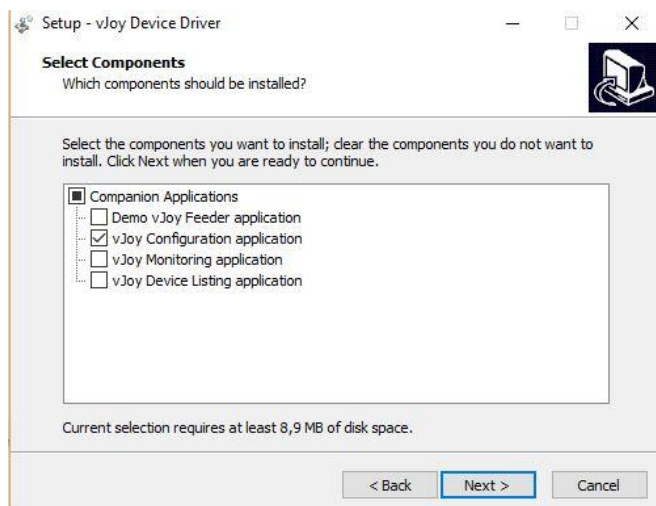 Setup - vJoy Device Driver
Select Components
Which components should be installed?
Select the components you want to install; clear the components you do not want to
install. Click Next when you are ready to continue.
Companion Applications
Demo vJoy Feeder application
vJoy Configuration application
vJoy Monitoring application
vJoy Device Listing application
Current selection requires at least 8,9 MB of disk space.
< Back
Next >
Cancel